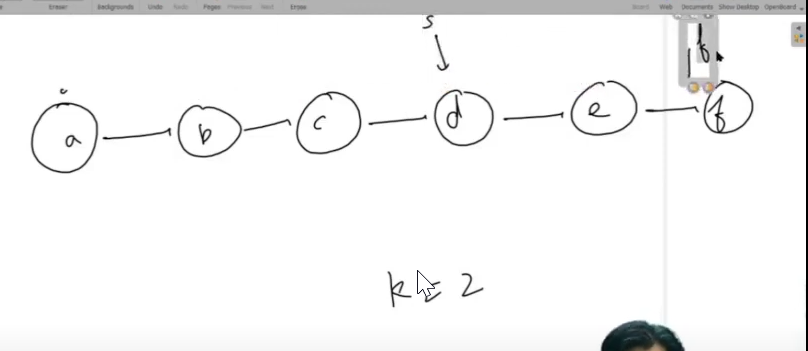 Eraser Backgrounds Undo Redo Pages Previous Next Erase Board Web Documents Show Desktop OpenBoard
s
a b c d e f
k = 2